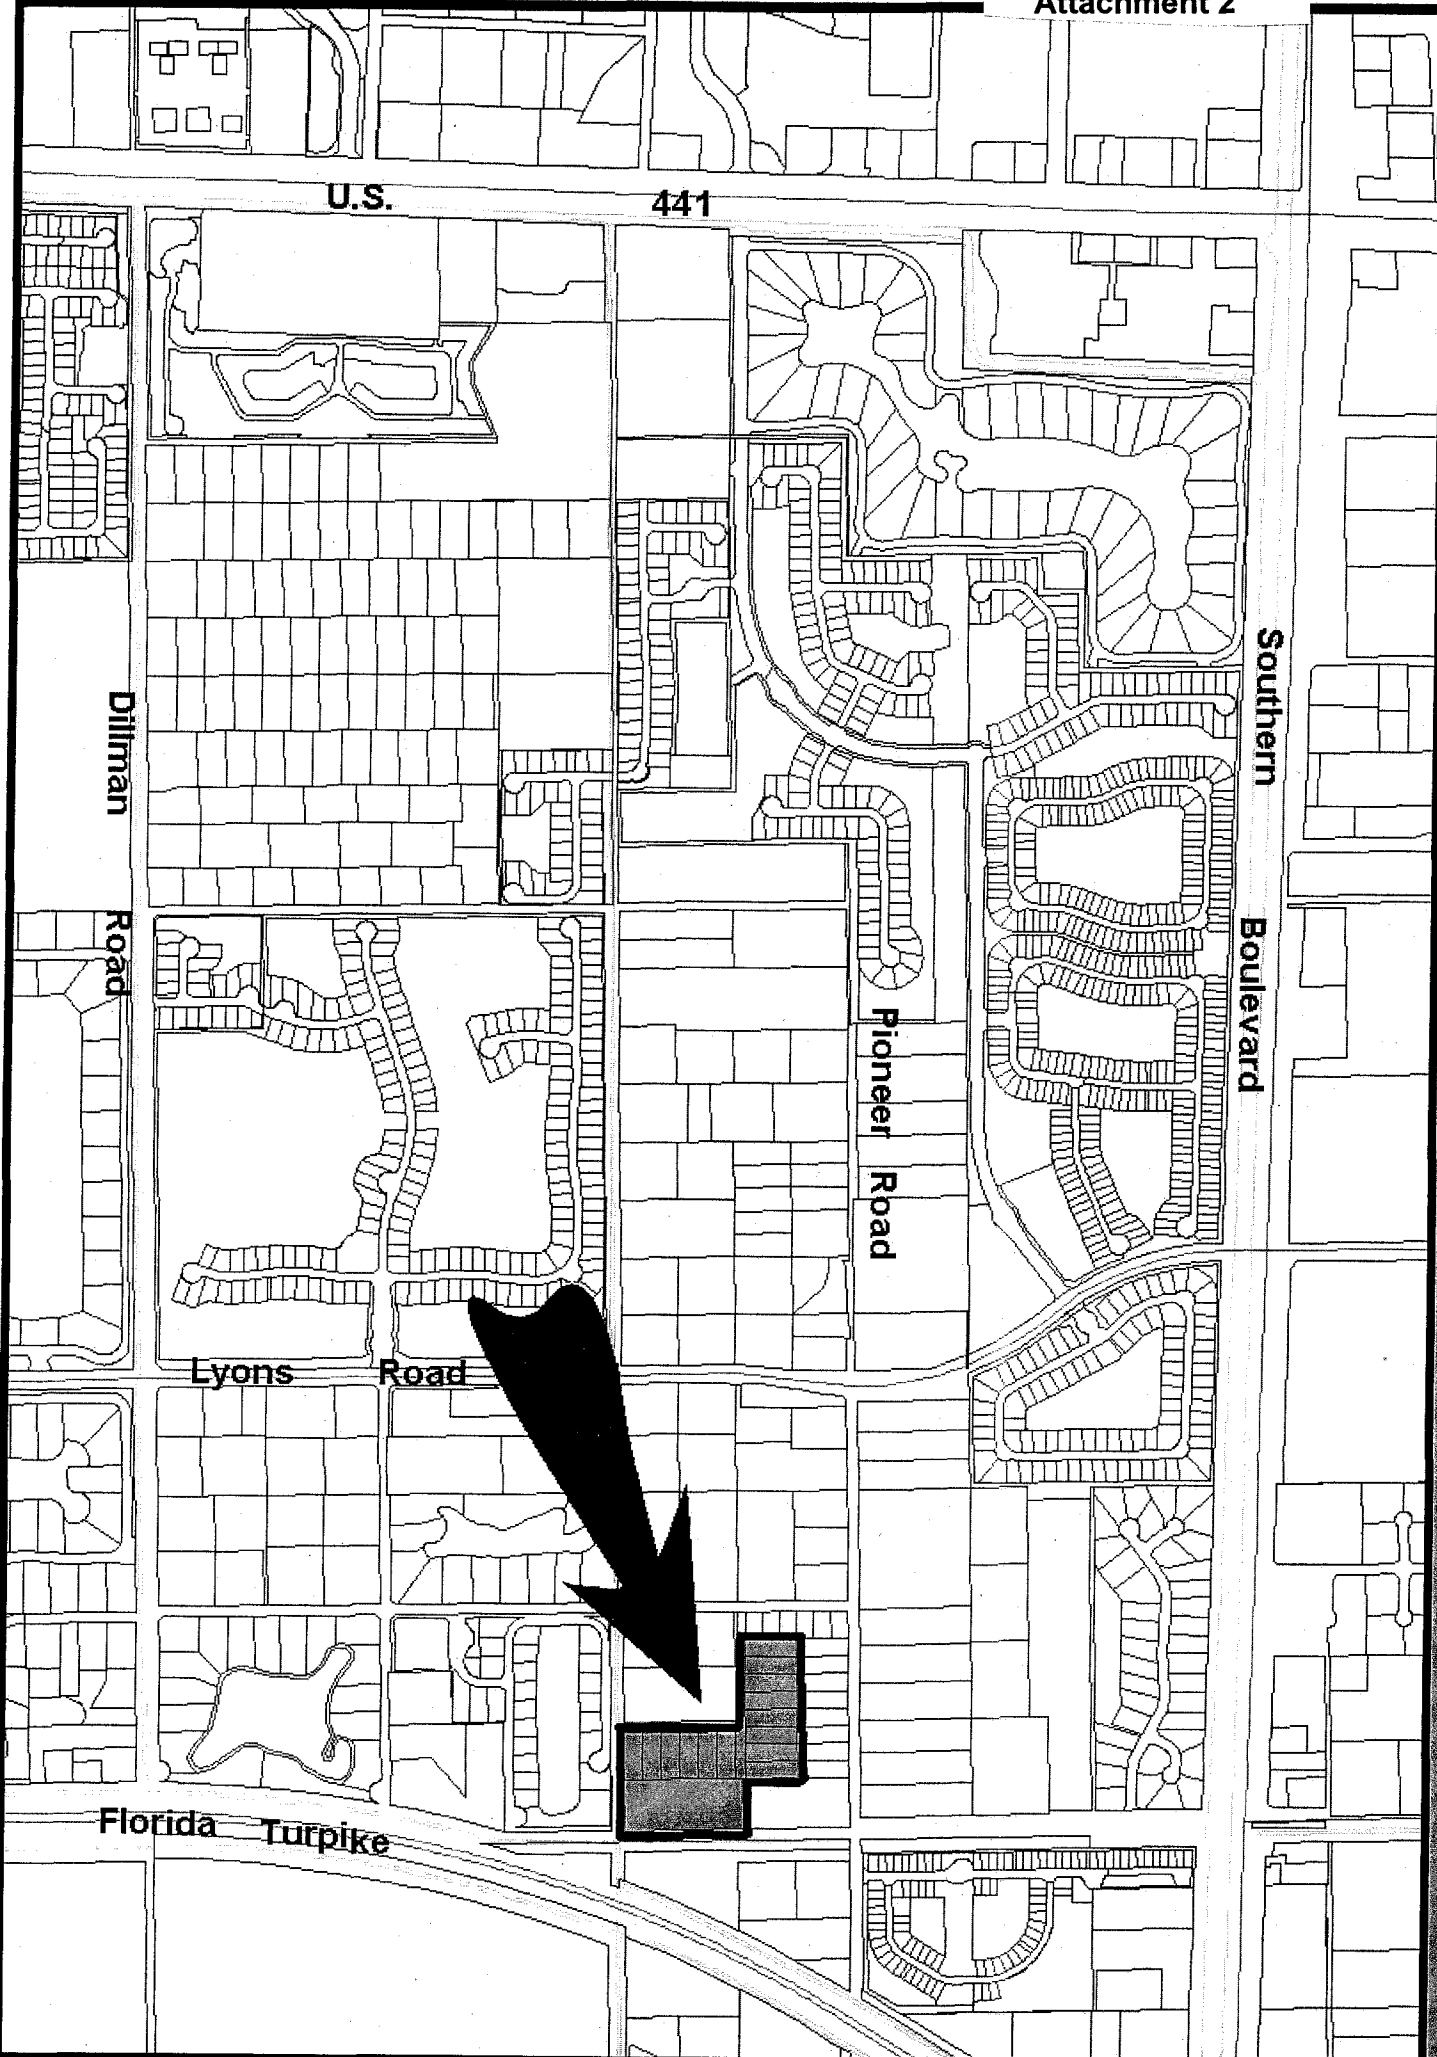 Attachment 2
U.S. 441
Southern
Boulevard
Dillman
Road
Pioneer
Road
Lyons Road
Florida Turpike